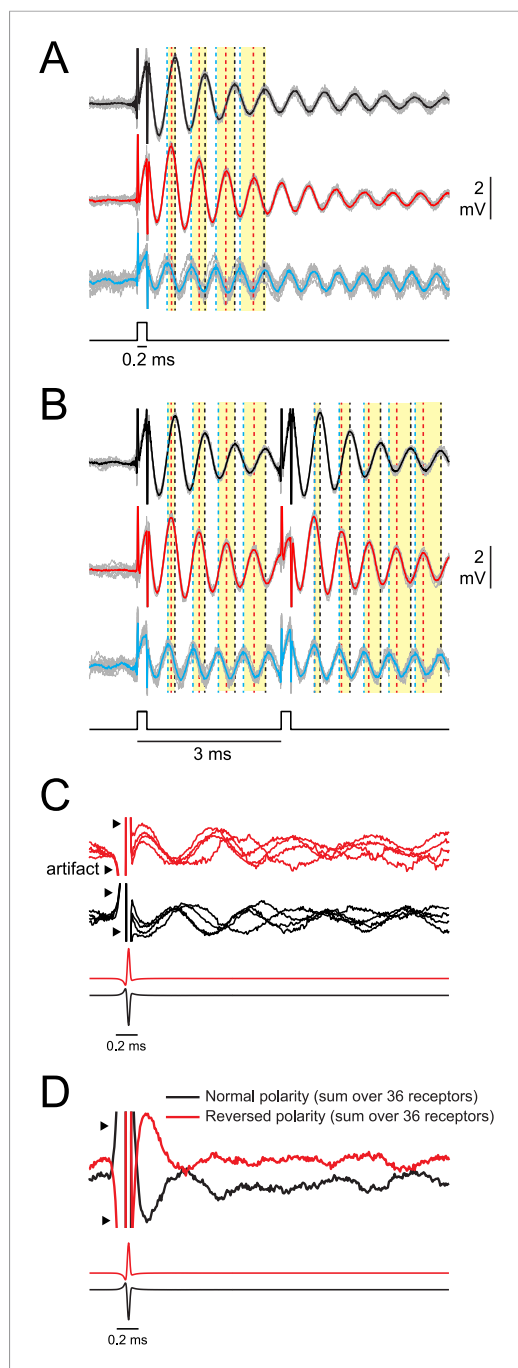 A
2
mV
0.2 ms
B
2
mV
3 ms
C
artifact
0.2 ms
D
Normal polarity (sum over 36 receptors)
Reversed polarity (sum over 36 receptors)
0.2 ms